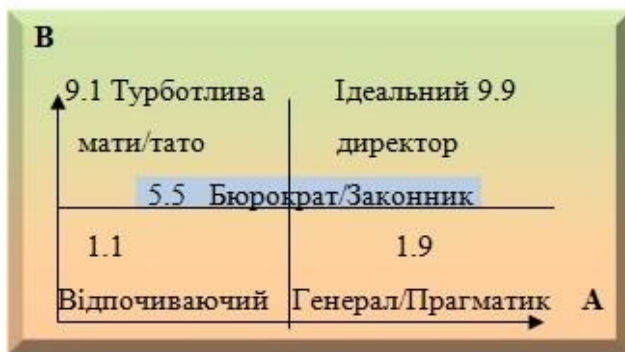 В
9.1 Турботлива Ідеальний 9.9
мати/тато директор
5.5 Бюрократ/Законник
1.1 1.9
Відпочиваючий Генерал/Прагматик А